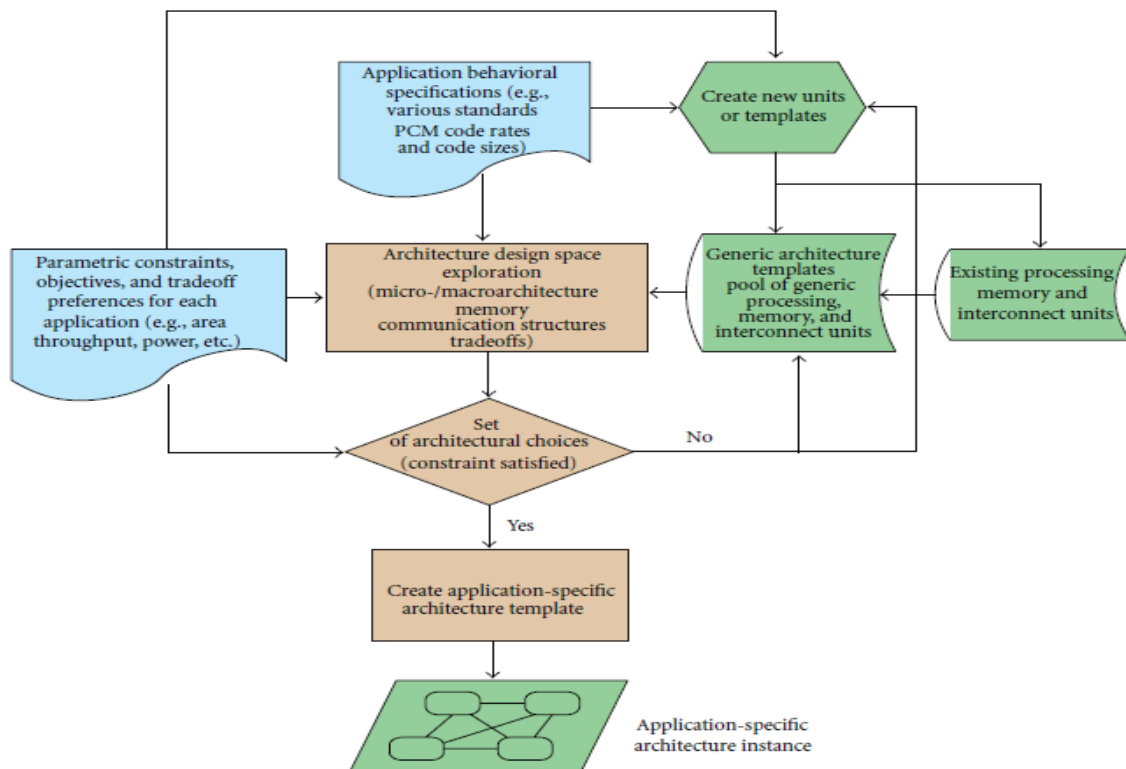 Application behavioral
specifications (e.g.,
various standards
PCM code rates
and code sizes)
Create new units
or templates
Parametric constraints,
objectives, and tradeoff
preferences for each
application (e.g., area
throughput, power, etc.)
Architecture design space
exploration
(micro-/macroarchitecture
memory
communication structures
tradeoffs)
Generic architecture
templates
pool of generic
processing,
memory, and
interconnect units
Existing processing
memory and
interconnect units
Set
of architectural choices
(constraint satisfied)
No
Yes
Create application-specific
architecture template
Application-specific
architecture instance